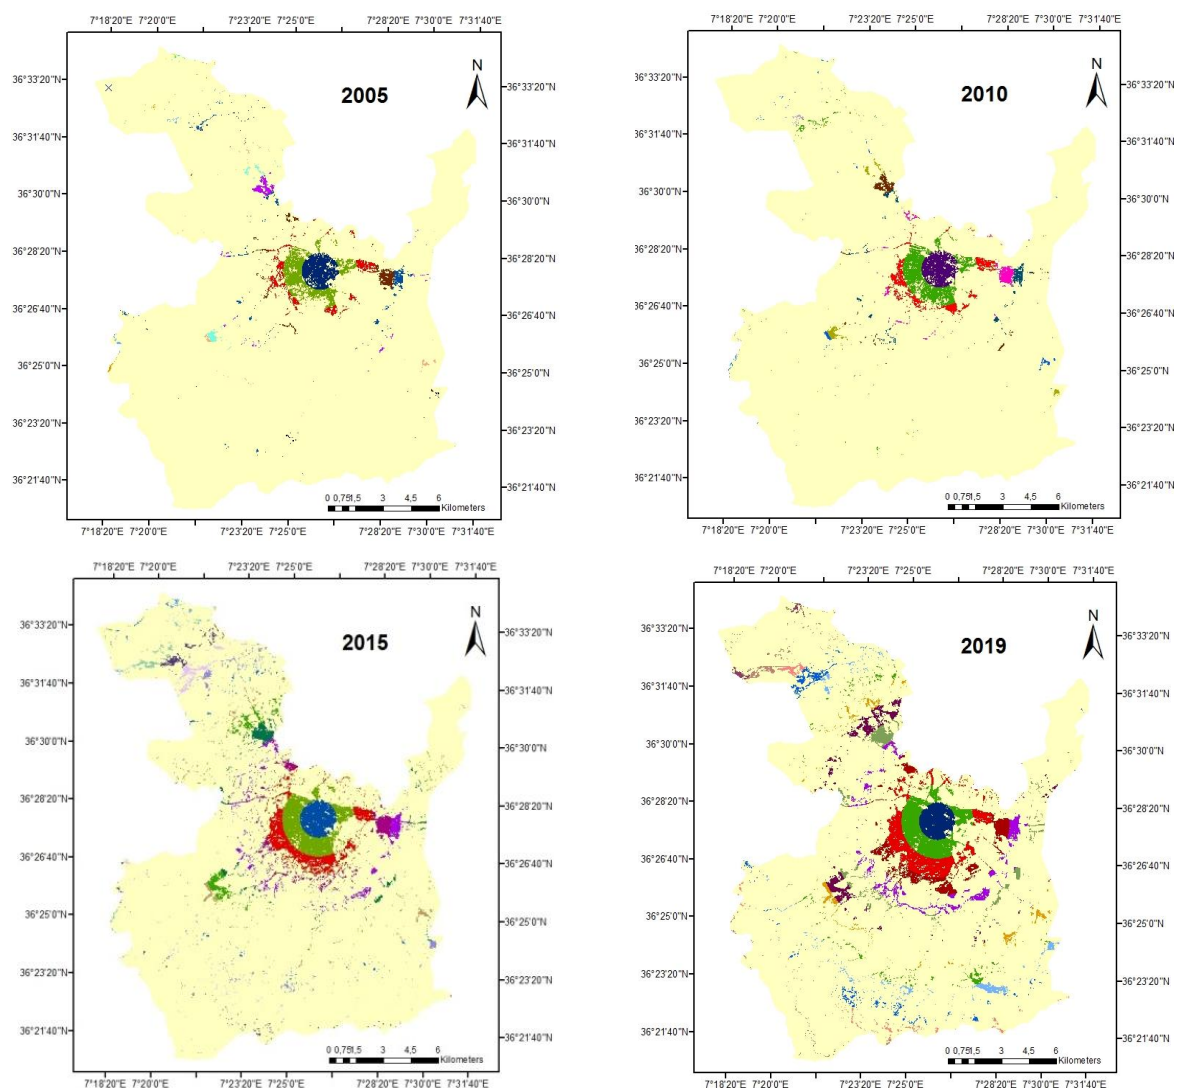 7°18'20"E 7°20'0"E 7°23'20"E 7°25'0"E 7°28'20"E 7°30'0"E 7°31'40"E
2005
N
36°33'20"N 36°33'20"N
36°31'40"N 36°31'40"N
36°30'0"N 36°30'0"N
36°28'20"N 36°28'20"N
36°26'40"N 36°26'40"N
36°25'0"N 36°25'0"N
36°23'20"N 36°23'20"N
36°21'40"N 36°21'40"N
0 0,75 1,5 3 4,5 6
Kilometers
7°18'20"E 7°20'0"E 7°23'20"E 7°25'0"E 7°28'20"E 7°30'0"E 7°31'40"E
7°18'20"E 7°20'0"E 7°23'20"E 7°25'0"E 7°28'20"E 7°30'0"E 7°31'40"E
2010
N
36°33'20"N 36°33'20"N
36°31'40"N 36°31'40"N
36°30'0"N 36°30'0"N
36°28'20"N 36°28'20"N
36°26'40"N 36°26'40"N
36°25'0"N 36°25'0"N
36°23'20"N 36°23'20"N
36°21'40"N 36°21'40"N
0 0,75 1,5 3 4,5 6
Kilometers
7°18'20"E 7°20'0"E 7°23'20"E 7°25'0"E 7°28'20"E 7°30'0"E 7°31'40"E
7°18'20"E 7°20'0"E 7°23'20"E 7°25'0"E 7°28'20"E 7°30'0"E 7°31'40"E
2015
N
36°33'20"N 36°33'20"N
36°31'40"N 36°31'40"N
36°30'0"N 36°30'0"N
36°28'20"N 36°28'20"N
36°26'40"N 36°26'40"N
36°25'0"N 36°25'0"N
36°23'20"N 36°23'20"N
36°21'40"N 36°21'40"N
0 0,75 1,5 3 4,5 6
Kilometers
7°18'20"E 7°20'0"E 7°23'20"E 7°25'0"E 7°28'20"E 7°30'0"E 7°31'40"E
7°18'20"E 7°20'0"E 7°23'20"E 7°25'0"E 7°28'20"E 7°30'0"E 7°31'40"E
2019
N
36°33'20"N 36°33'20"N
36°31'40"N 36°31'40"N
36°30'0"N 36°30'0"N
36°28'20"N 36°28'20"N
36°26'40"N 36°26'40"N
36°25'0"N 36°25'0"N
36°23'20"N 36°23'20"N
36°21'40"N 36°21'40"N
0 0,75 1,5 3 4,5 6
Kilometers
7°18'20"E 7°20'0"E 7°23'20"E 7°25'0"E 7°28'20"E 7°30'0"E 7°31'40"E